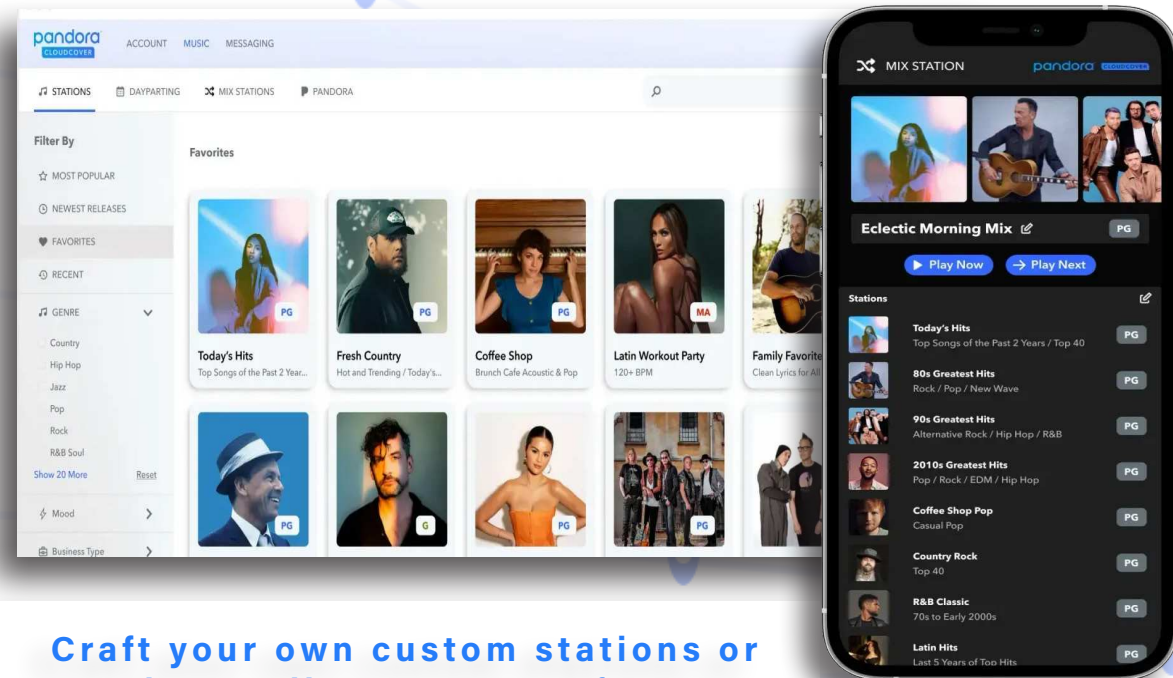 pandora
CLOUDCOVER
ACCOUNT MUSIC MESSAGING
STATIONS DAYPARTING MIX STATIONS PANDORA
Filter By
MOST POPULAR
NEWEST RELEASES
FAVORITES
RECENT
GENRE
Country
Hip Hop
Jazz
Pop
Rock
R&B Soul
Show 20 More Reset
Mood
Business Type
Favorites
PG
Today's Hits
Top Songs of the Past 2 Year...
PG
Fresh Country
Hot and Trending / Today's...
PG
Coffee Shop
Brunch Cafe Acoustic & Pop
MA
Latin Workout Party
120+ BPM
Family Favorite
Clean Lyrics for All
PG
G
PG
PG
MIX STATION pandora CLOUDCOVER
Eclectic Morning Mix PG
Play Now Play Next
Stations
Today's Hits
Top Songs of the Past 2 Years / Top 40
PG
80s Greatest Hits
Rock / Pop / New Wave
PG
90s Greatest Hits
Alternative Rock / Hip Hop / R&B
PG
2010s Greatest Hits
Pop / Rock / EDM / Hip Hop
PG
Coffee Shop Pop
Casual Pop
PG
Country Rock
Top 40
PG
R&B Classic
70s to Early 2000s
PG
Latin Hits
Last 5 Years of Top Hits
PG
Craft your own custom stations or